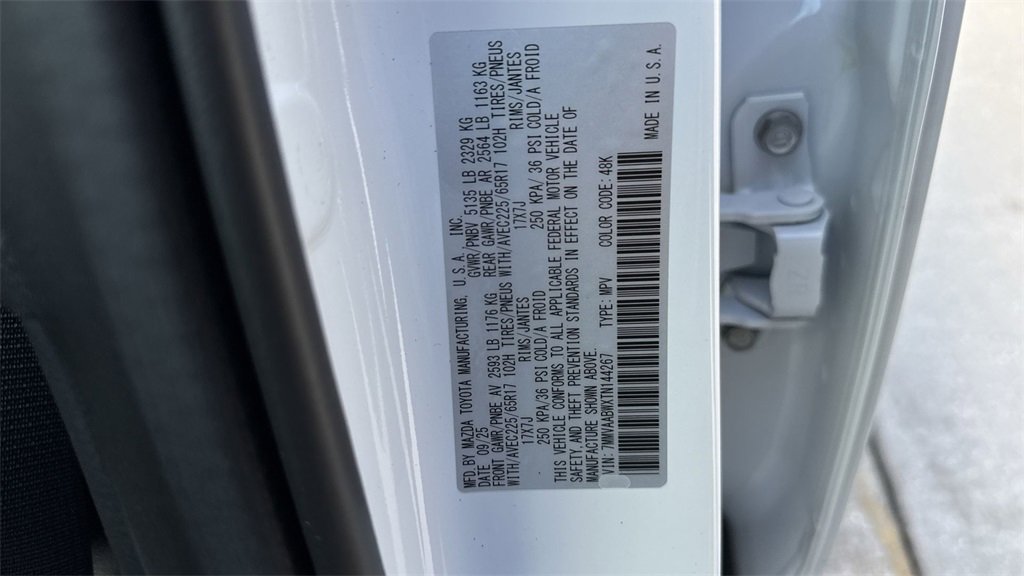 MFD. BY MAZDA TOYOTA MANUFACTURING, U.S.A., INC.
DATE 09/25 GVWR/PNBV 5135 LB 2329 KG
FRONT GAWR/PNBE AV 2593 LB 1176 KG REAR GAWR/PNBE AR 2564 LB 1163 KG
WITH/AVEC225/65R17 102H TIRES/PNEUS WITH/AVEC225/65R17 102H TIRES/PNEUS
17X7J RIMS/JANTES 17X7J RIMS/JANTES
250 KPA/36 PSI COLD/A FROID 250 KPA/ 36 PSI COLD/A FROID
THIS VEHICLE CONFORMS TO ALL APPLICABLE FEDERAL MOTOR VEHICLE
SAFETY, AND THEFT PREVENTION STANDARDS IN EFFECT ON THE DATE OF
MANUFACTURE SHOWN ABOVE.
VIN: 7MMVAABWXTN144267 TYPE: MPV COLOR CODE: 48K
MADE IN U.S.A.